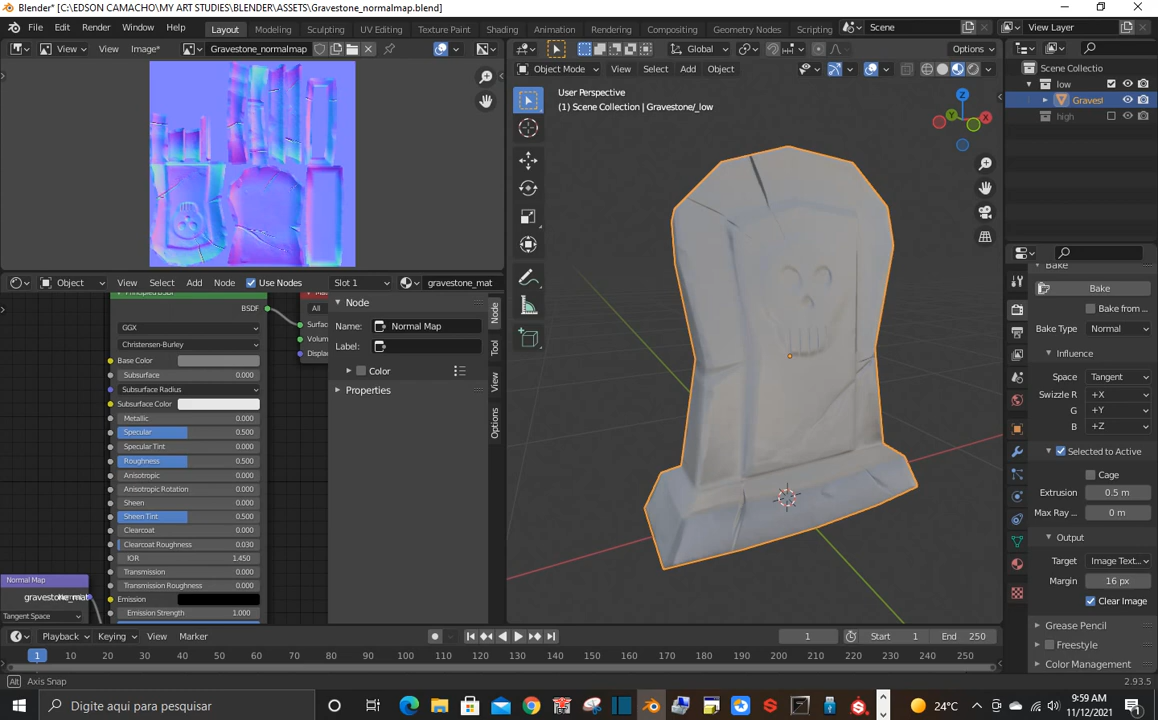 Blender* [C:\EDSON CAMACHO\MY ART STUDIES\BLENDER\ASSETS\Gravestone_normalmap.blend]
File Edit Render Window Help Layout Modeling Sculpting UV Editing Texture Paint Shading Animation Rendering Compositing Geometry Nodes Scripting Scene View Layer
View View Image* Gravestone_normalmap Global Options
Object Mode View Select Add Object
User Perspective
(1) Scene Collection | Gravestone/_low
Z
Y X
Scene Collectio
low
Gravesl
high
Object View Select Add Node Use Nodes Slot 1 gravestone_mat
BSDF
GGX
Christensen-Burley
Base Color
Subsurface 0.000
Subsurface Radius
Subsurface Color
Metallic 0.000
Specular 0.500
Specular Tint 0.000
Roughness 0.500
Anisotropic 0.000
Anisotropic Rotation 0.000
Sheen 0.000
Sheen Tint 0.500
Clearcoat 0.000
Clearcoat Roughness 0.030
IOR 1.450
Transmission 0.000
Transmission Roughness 0.000
Emission
Emission Strength 1.000
All
Surfac
Volum
Displac
Normal Map
gravestone_mat
Tangent Space
Node
Name: Normal Map
Label:
Color
Properties
Node
Tool
View
Options
Bake
Bake
Bake from ...
Bake Type Normal
Influence
Space Tangent
Swizzle R +X
G +Y
B +Z
Selected to Active
Cage
Extrusion 0.5 m
Max Ray ... 0 m
Output
Target Image Text...
Margin 16 px
Clear Image
Grease Pencil
Freestyle
Color Management
Playback Keying View Marker 1 Start 1 End 250
1 10 20 30 40 50 60 70 80 90 100 110 120 130 140 150 160 170 180 190 200 210 220 230 240 250
Alt Axis Snap 2.93.5
Digite aqui para pesquisar 24°C 9:59 AM
11/12/2021
1